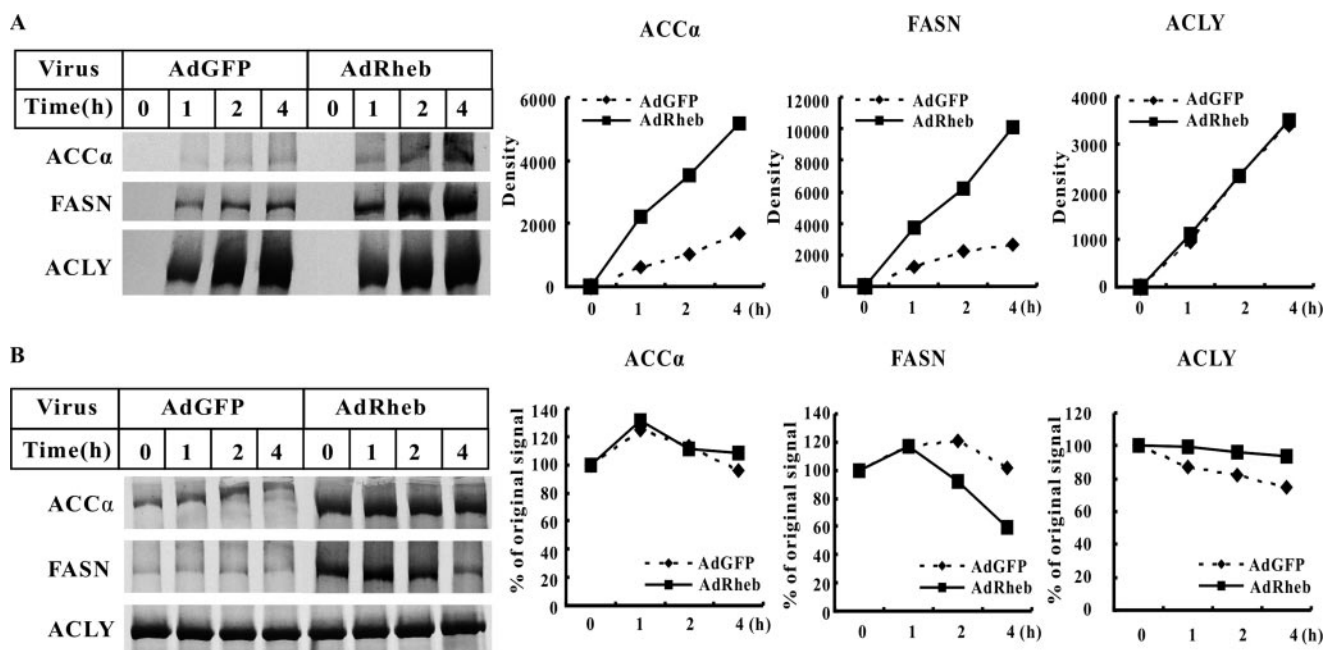 A
Virus AdGFP AdRheb
Time(h) 0 1 2 4 0 1 2 4
ACCα
FASN
ACLY
ACCα
6000
4000
2000
0
Density
AdGFP
AdRheb
0 1 2 4 (h)
FASN
12000
10000
8000
6000
4000
2000
0
Density
AdGFP
AdRheb
0 1 2 4 (h)
ACLY
4000
3000
2000
1000
0
Density
AdGFP
AdRheb
0 1 2 4 (h)
B
Virus AdGFP AdRheb
Time(h) 0 1 2 4 0 1 2 4
ACCα
FASN
ACLY
ACCα
140
120
100
80
60
40
20
0
% of original signal
AdGFP
AdRheb
0 1 2 4 (h)
FASN
140
120
100
80
60
40
20
0
% of original signal
AdGFP
AdRheb
0 1 2 4 (h)
ACLY
120
100
80
60
40
20
0
% of original signal
AdGFP
AdRheb
0 1 2 4 (h)